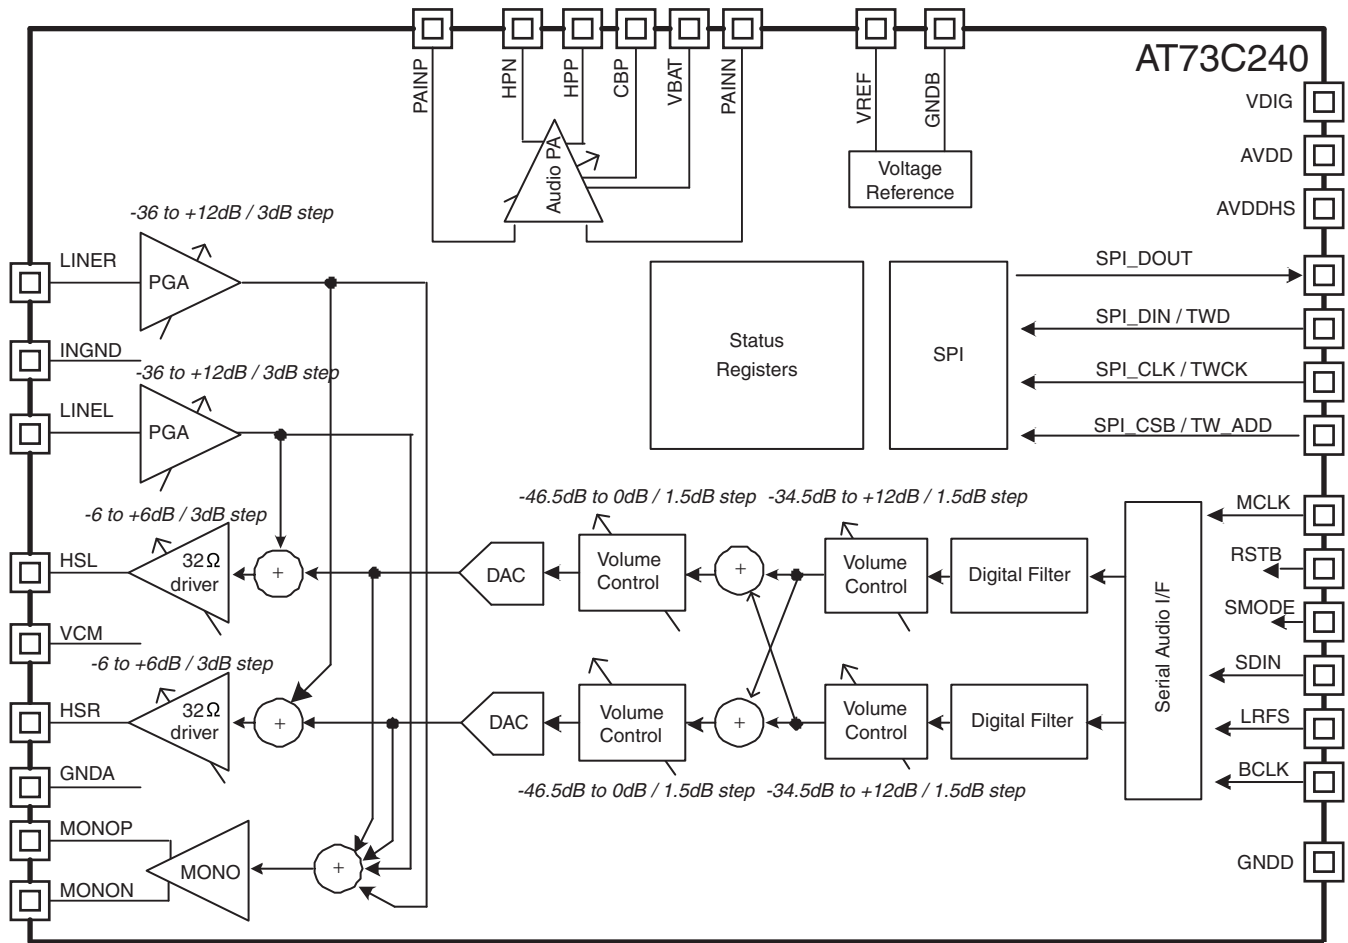 AT73C240
PAINP
HPN
HPP
CBP
VBAT
PAINN
VREF
GNDB
VDIG
AVDD
AVDDHS
Audio PA
Voltage
Reference
-36 to +12dB / 3dB step
LINER
PGA
INGND
-36 to +12dB / 3dB step
LINEL
PGA
Status
Registers
SPI
SPI_DOUT
SPI_DIN / TWD
SPI_CLK / TWCK
SPI_CSB / TW_ADD
-6 to +6dB / 3dB step
-46.5dB to 0dB / 1.5dB step
-34.5dB to +12dB / 1.5dB step
HSL
32Ω
driver
+
DAC
Volume
Control
+
Volume
Control
Digital Filter
Serial Audio I/F
MCLK
RSTB
SMODE
SDIN
LRFS
BCLK
VCM
-6 to +6dB / 3dB step
HSR
32Ω
driver
+
DAC
Volume
Control
+
Volume
Control
Digital Filter
-46.5dB to 0dB / 1.5dB step
-34.5dB to +12dB / 1.5dB step
GNDA
MONOP
MONO
+
MONON
GNDD